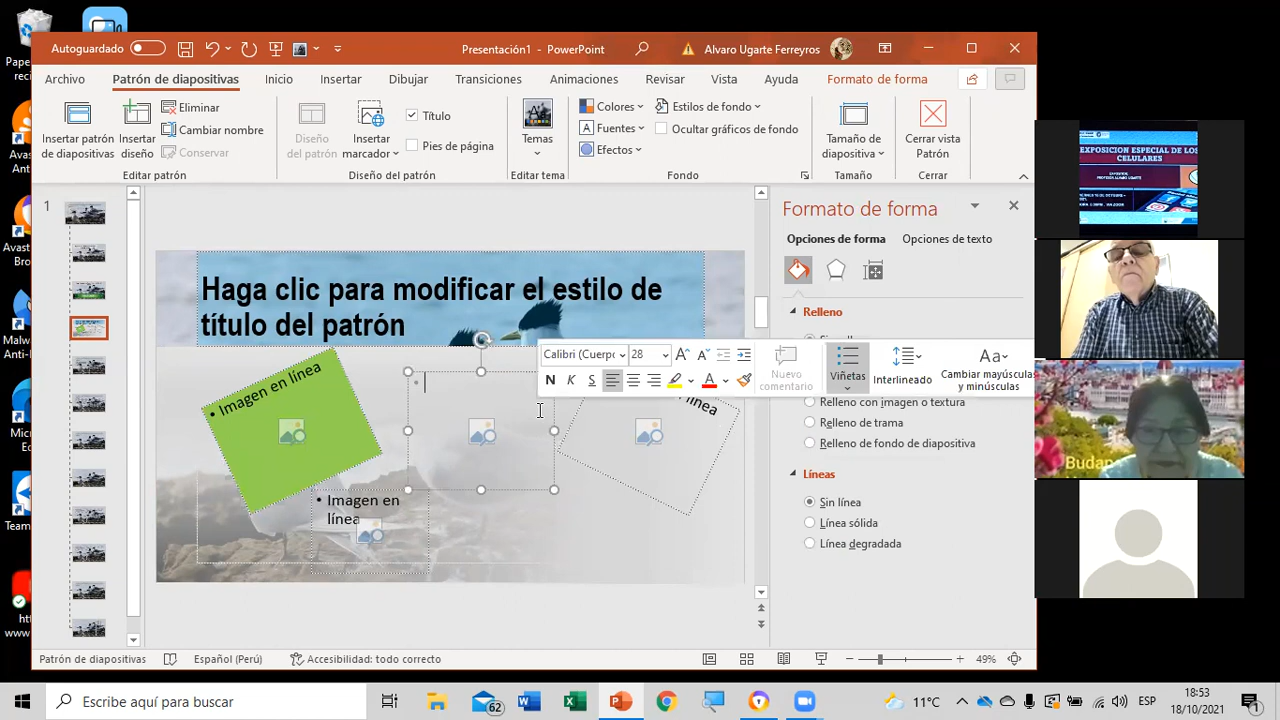 Autoguardado
Presentación1 - PowerPoint
Alvaro Ugarte Ferreyros
Archivo
Patrón de diapositivas
Inicio
Insertar
Dibujar
Transiciones
Animaciones
Revisar
Vista
Ayuda
Formato de forma
Insertar patrón de diapositivas
Insertar diseño
Eliminar
Cambiar nombre
Conservar
Editar patrón
Diseño del patrón
Insertar marcador
Título
Pies de página
Diseño del patrón
Temas
Editar tema
Colores
Fuentes
Efectos
Estilos de fondo
Ocultar gráficos de fondo
Fondo
Tamaño de diapositiva
Tamaño
Cerrar vista Patrón
Cerrar
1
Haga clic para modificar el estilo de
título del patrón
• Imagen en línea
• Imagen en
línea
línea
Calibri (Cuerpo
28
N K S
Nuevo comentario
Viñetas
Interlineado
Cambiar mayúsculas y minúsculas
Formato de forma
Opciones de forma
Opciones de texto
Relleno
Relleno con imagen o textura
Relleno de trama
Relleno de fondo de diapositiva
Líneas
Sin línea
Línea sólida
Línea degradada
EXPOSICION ESPECIAL DE LOS
CELULARES
Budap
Patrón de diapositivas
Español (Perú)
Accesibilidad: todo correcto
49%
Escribe aquí para buscar
62
11°C
ESP
18:53
18/10/2021
1